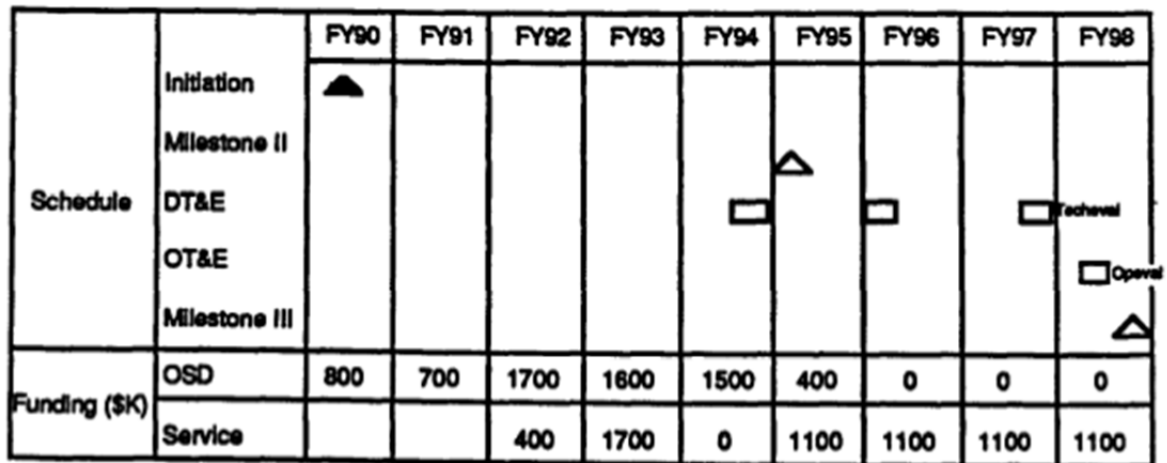 FY90 FY91 FY92 FY93 FY94 FY95 FY96 FY97 FY98
Initiation
Milestone II
Schedule DT&E Techeval
OT&E Opeval
Milestone III
Funding ($K) OSD 800 700 1700 1600 1500 400 0 0 0
Service 400 1700 0 1100 1100 1100 1100